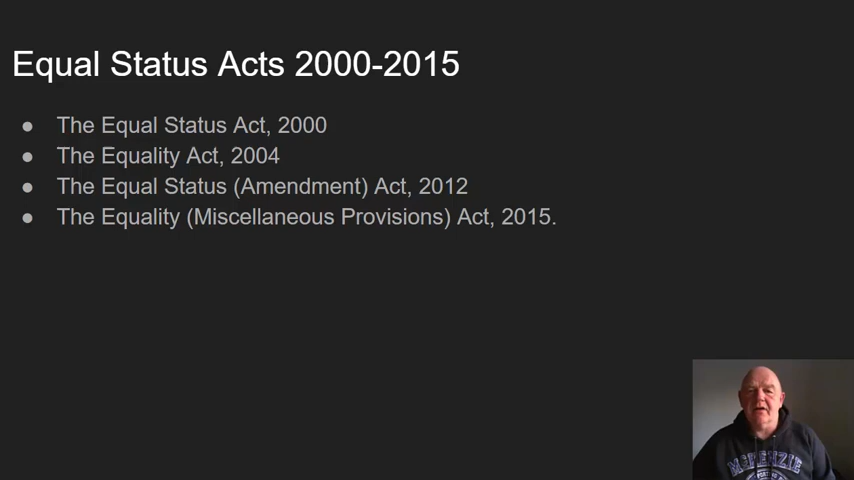 Equal Status Acts 2000-2015
● The Equal Status Act, 2000
● The Equality Act, 2004
● The Equal Status (Amendment) Act, 2012
● The Equality (Miscellaneous Provisions) Act, 2015.
MCKENZIE